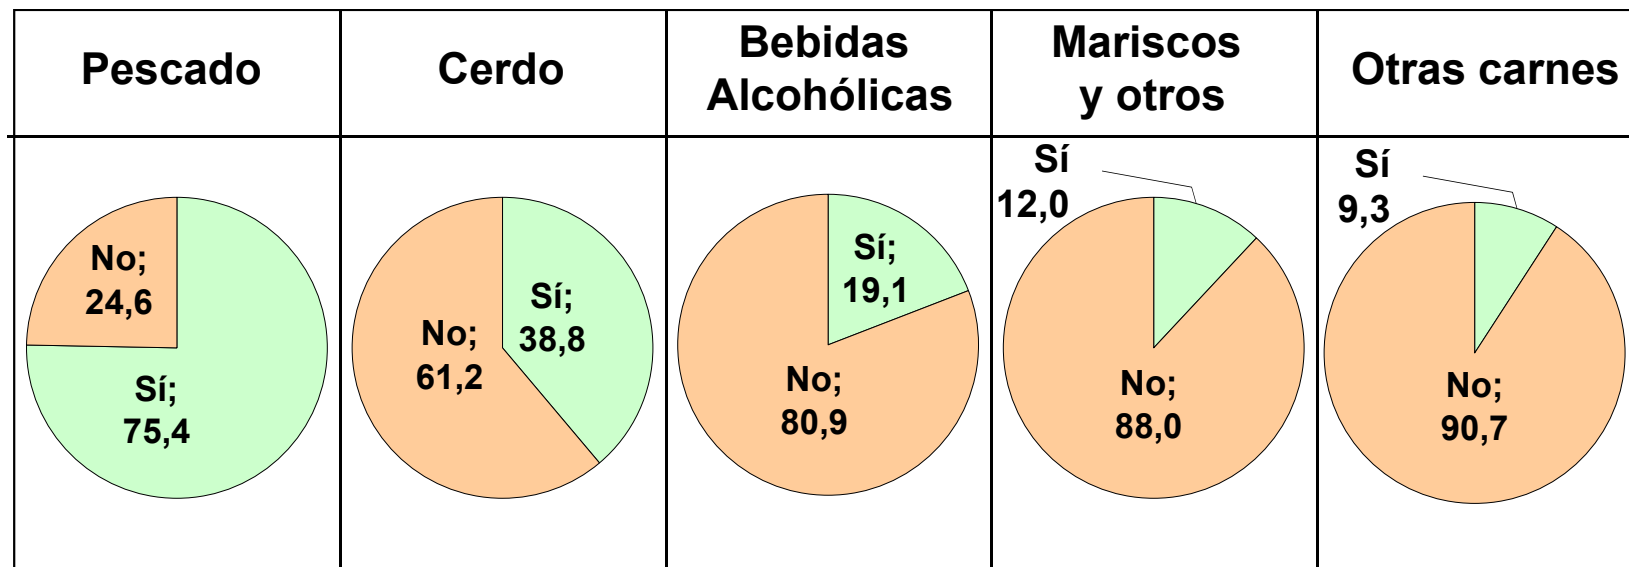 Pescado
Cerdo
Bebidas
Alcohólicas
Mariscos
y otros
Otras carnes
No;
24,6
Sí;
75,4
No;
61,2
Sí;
38,8
Sí;
19,1
No;
80,9
Sí
12,0
No;
88,0
Sí
9,3
No;
90,7